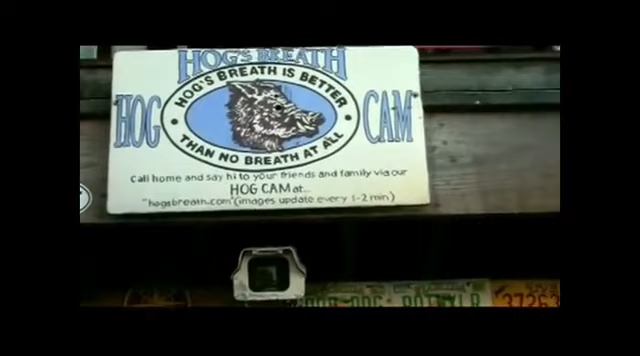 HOG'S BREATH
HOG'S BREATH IS BETTER
HOG CAM
THAN NO BREATH AT ALL
Call home and say hi to your friends and family via our
HOG CAM at...
"hogsbreath.com" (images update every 1-2 min)
37263